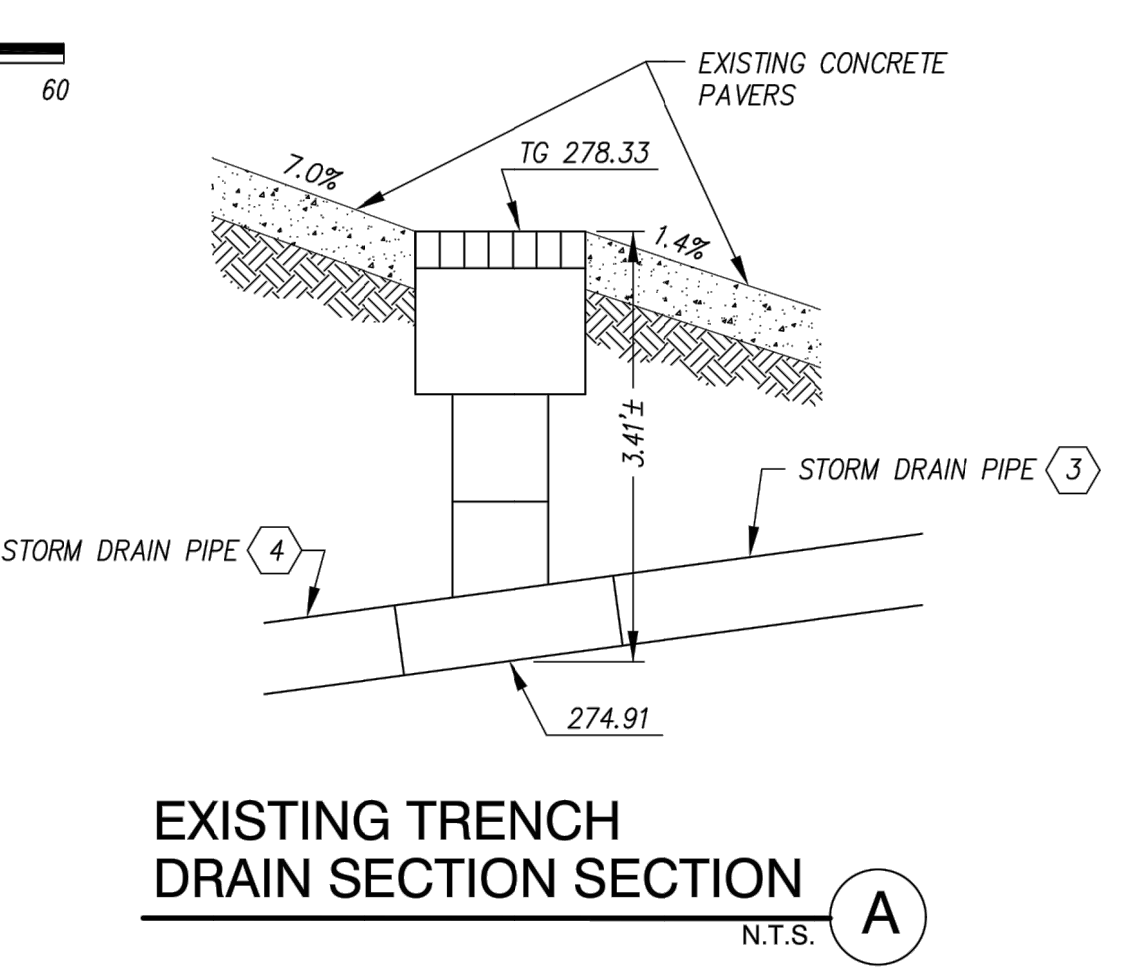 60
EXISTING CONCRETE
PAVERS
TG 278.33
7.0%
1.4%
3.41'±
STORM DRAIN PIPE 3
STORM DRAIN PIPE 4
274.91
EXISTING TRENCH
DRAIN SECTION SECTION
A
N.T.S.